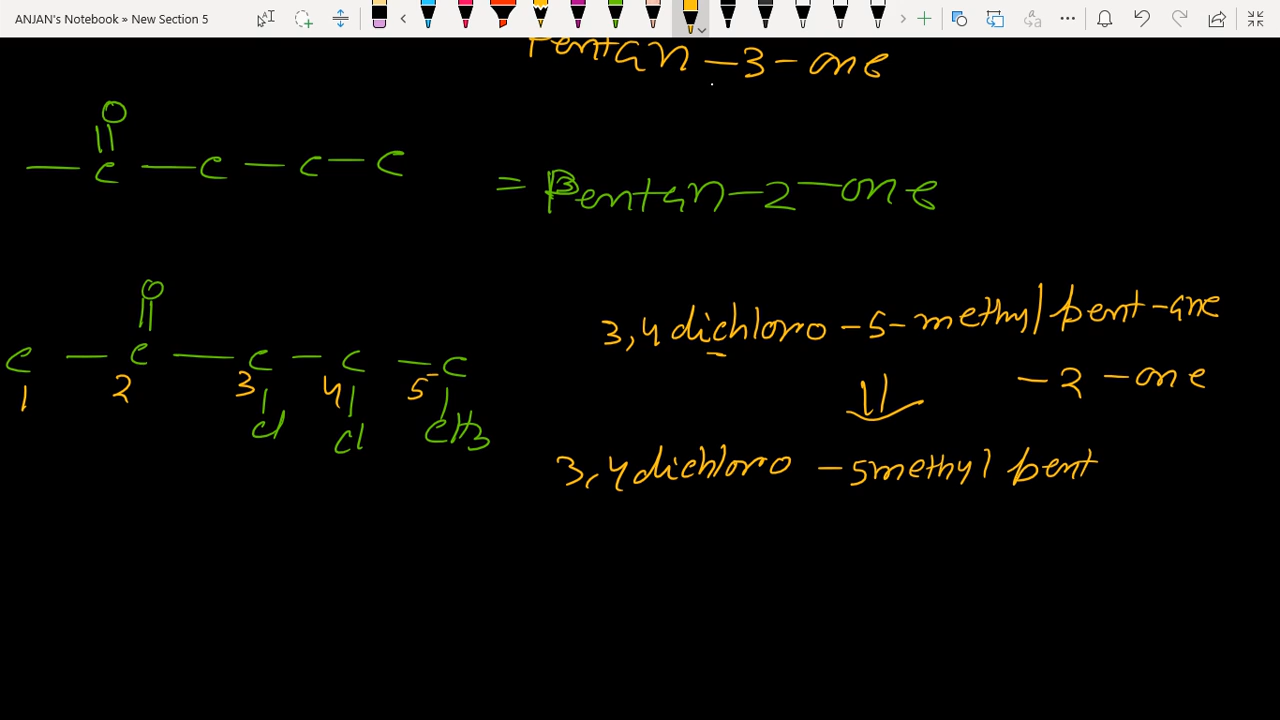 ANJAN's Notebook » New Section 5
Pentan - 3 - one
O
— C — C — C — C
= Pentan - 2 - one
O
C — C — C — C — C
1 2 3 4 5
Cl Cl CH3
3,4 dichloro - 5 - methyl pent - ane
- 2 - one
3,4 dichloro - 5methyl pent